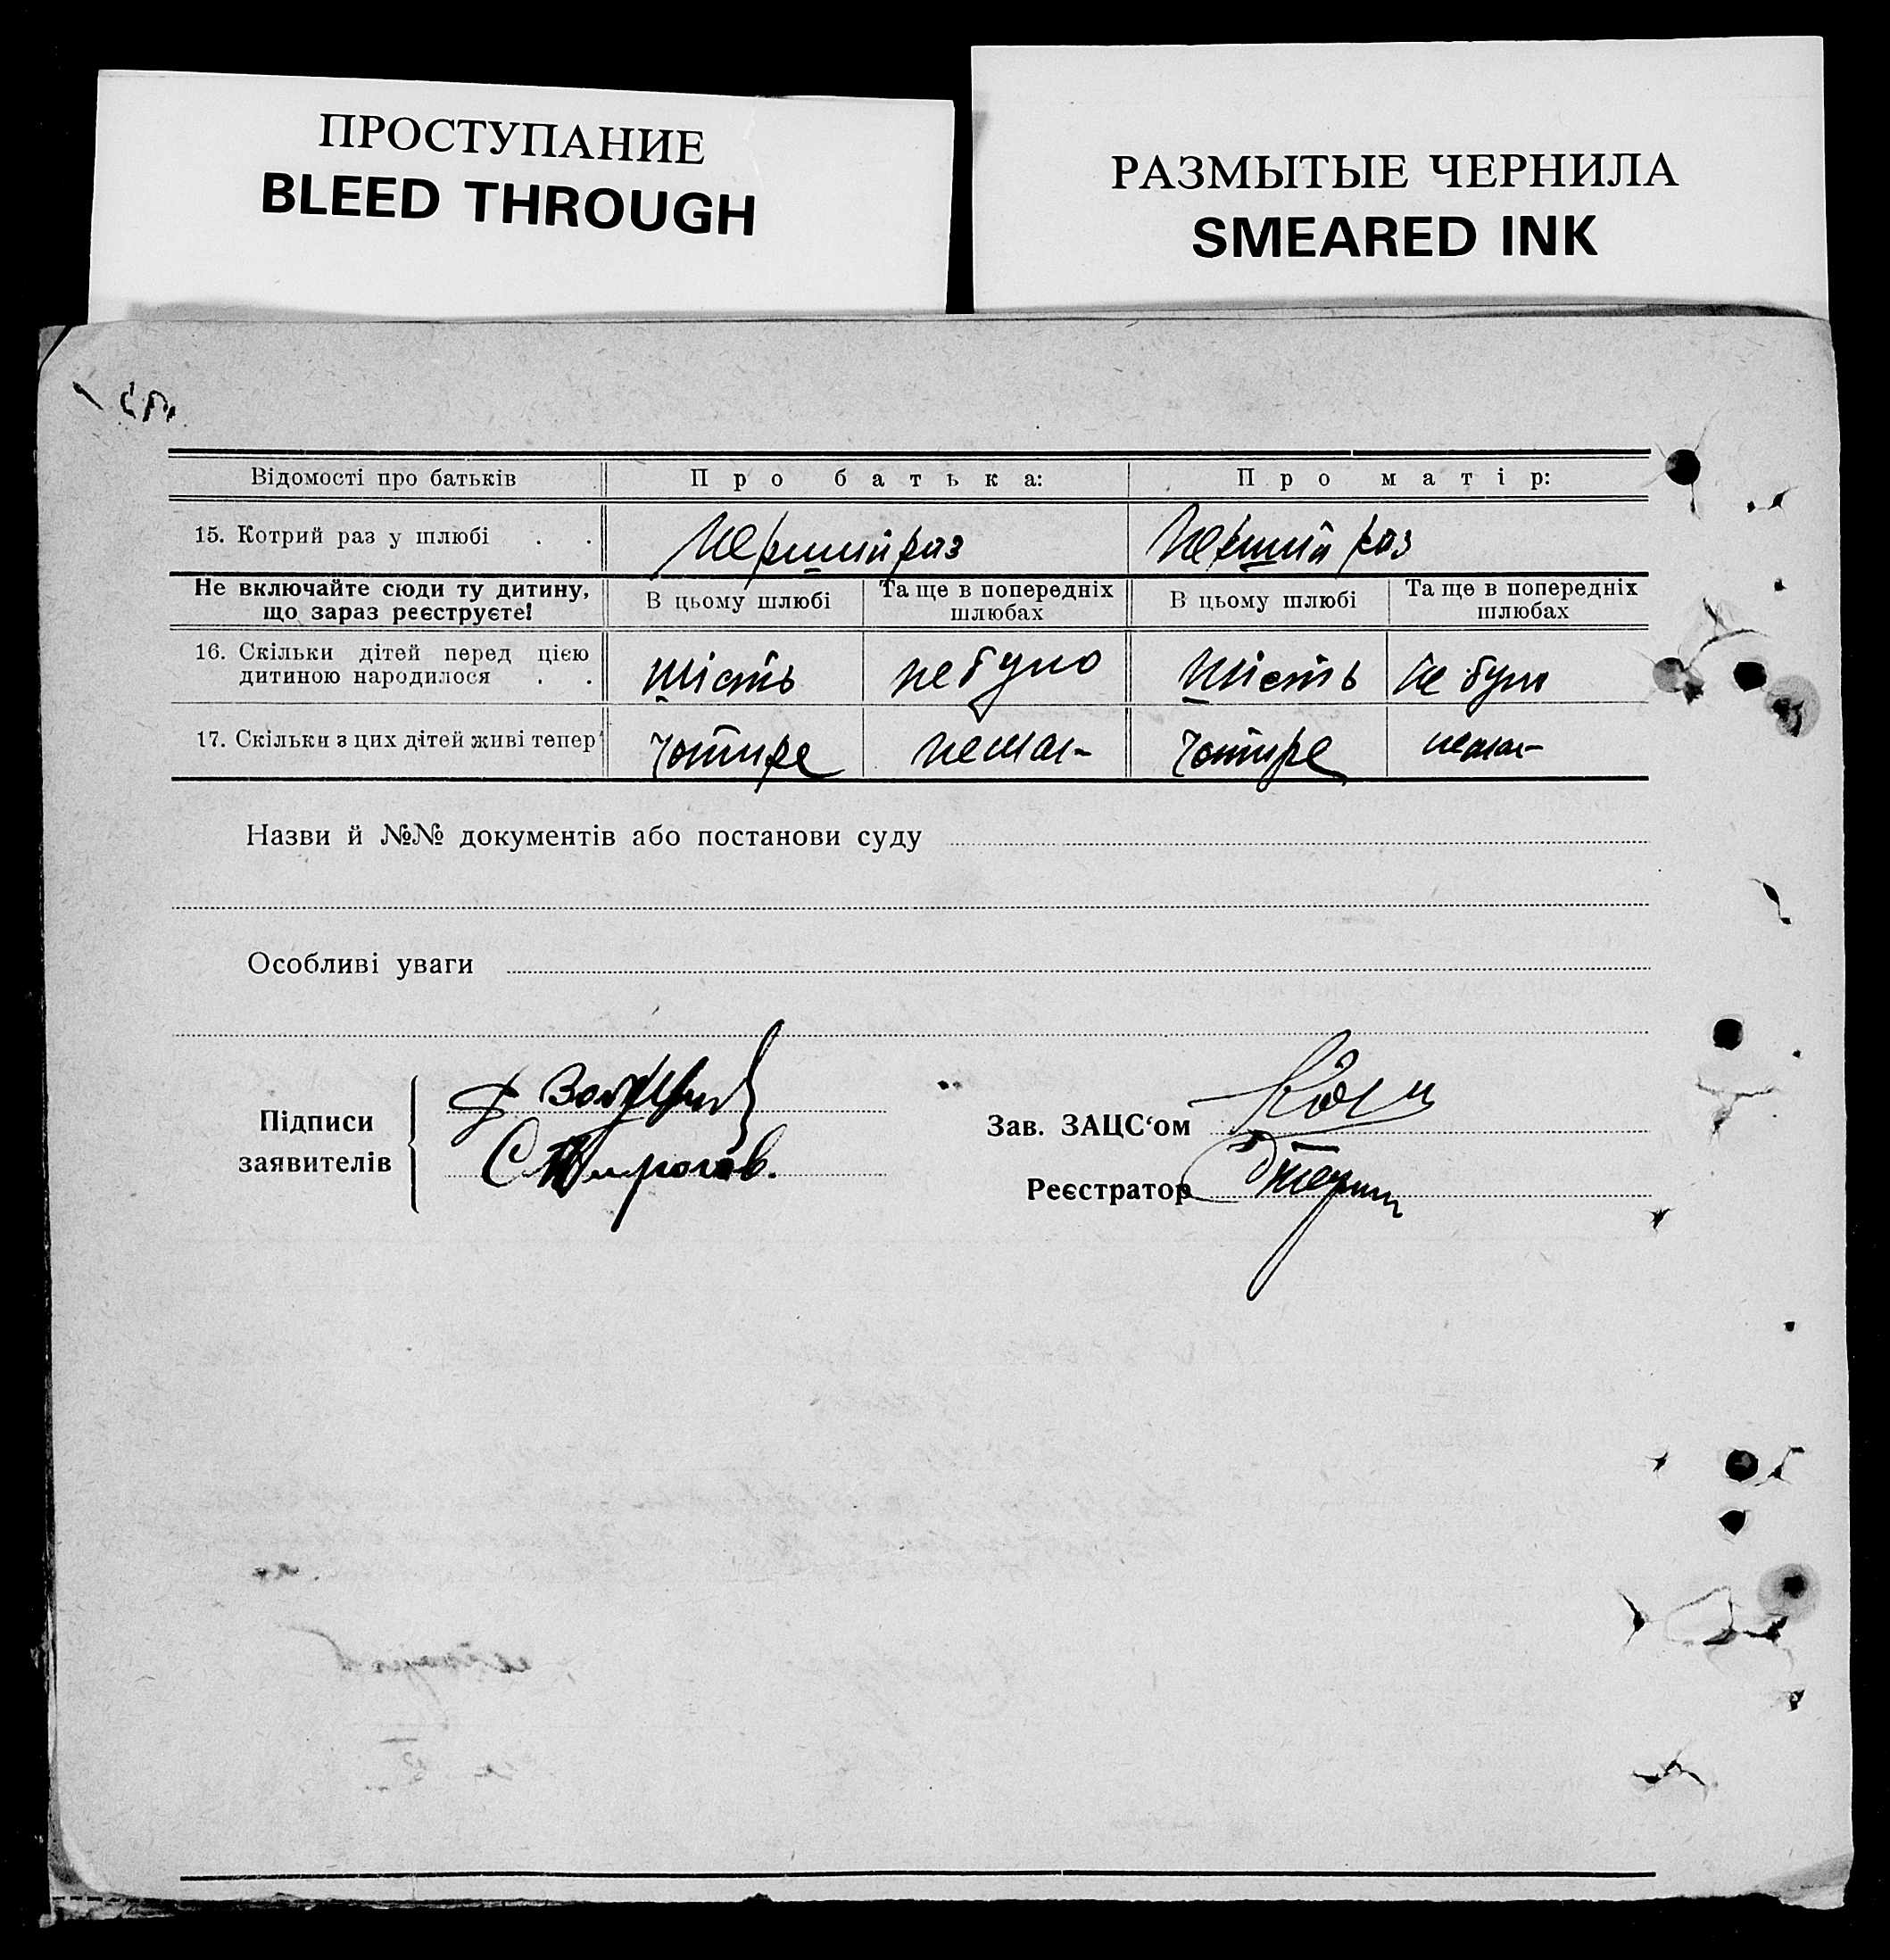 ПРОСТУПАНИЕ
BLEED THROUGH
РАЗМЫТЫЕ ЧЕРНИЛА
SMEARED INK
Відомості про батьків Про батька: Про матір:
15. Котрий раз у шлюбі . . Перший раз Перший раз
Не включайте сюди ту дитину, що зараз реєструєте! В цьому шлюбі Та ще в попередніх шлюбах В цьому шлюбі Та ще в попередніх шлюбах
16. Скільки дітей перед цією
дитиною народилося . . шість не було шість не було
17. Скільки з цих дітей живі тепер чотире немає чотире немає
Назви й №№ документів або постанови суду
Особливі уваги
Підписи
заявителів
Зав. ЗАЦС‘ом
Реєстратор